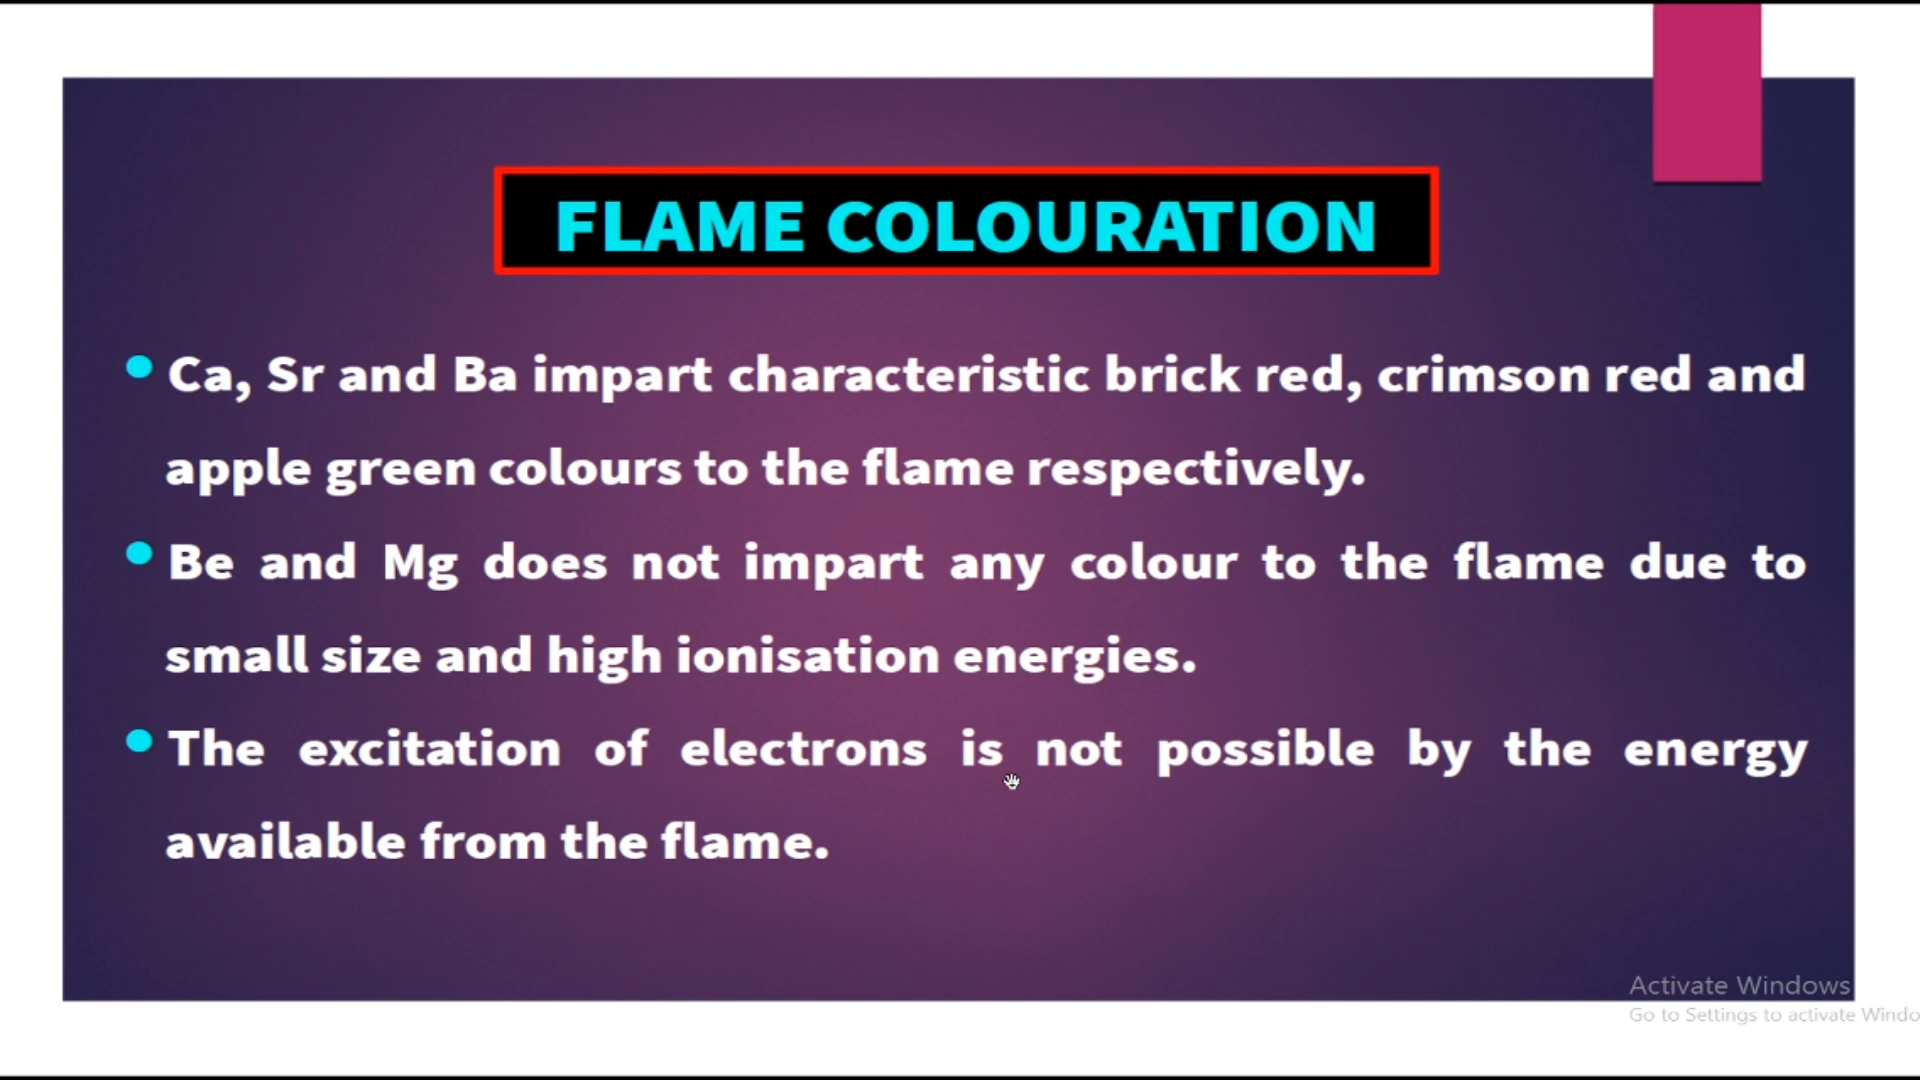 FLAME COLOURATION
Ca, Sr and Ba impart characteristic brick red, crimson red and
apple green colours to the flame respectively.
Be and Mg does not impart any colour to the flame due to
small size and high ionisation energies.
The excitation of electrons is not possible by the energy
available from the flame.
Activate Windows
Go to Settings to activate Windo